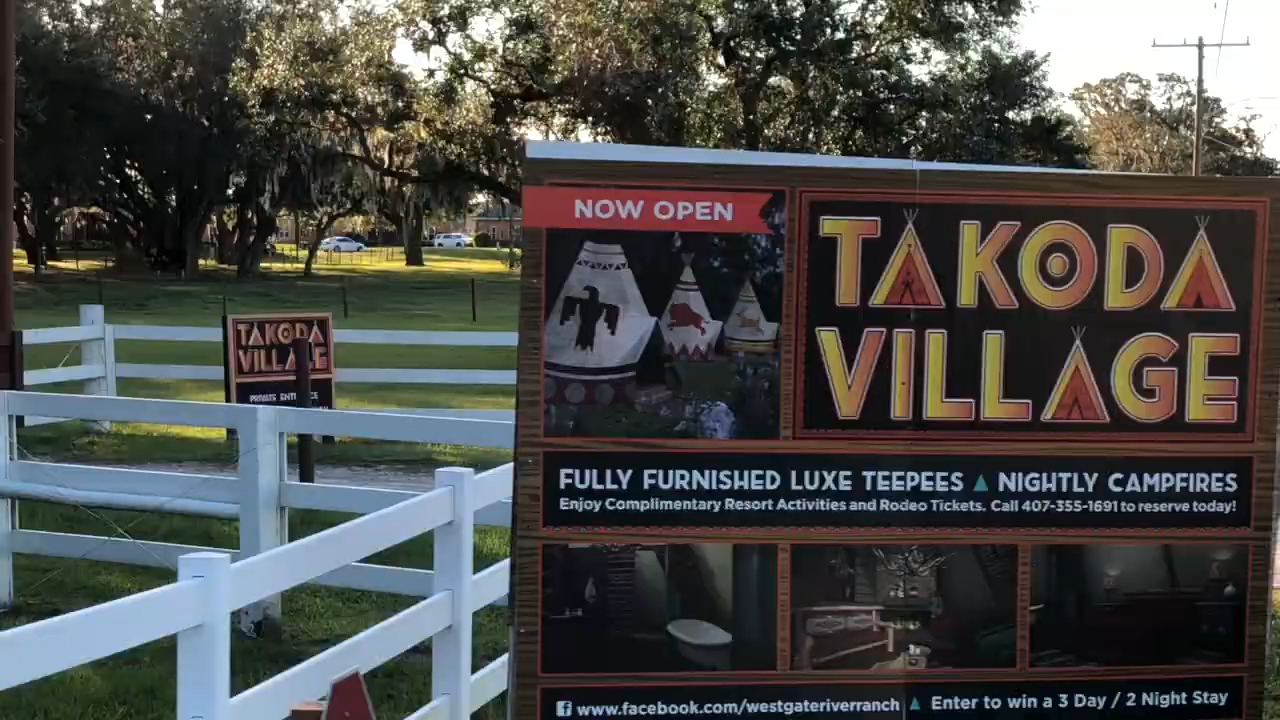 NOW OPEN
TAKODA
VILLAGE
FULLY FURNISHED LUXE TEEPEES NIGHTLY CAMPFIRES
Enjoy Complimentary Resort Activities and Rodeo Tickets. Call 407-355-1691 to reserve today!
www.facebook.com/westgateriverranch Enter to win a 3 Day / 2 Night Stay
TAKODA
VILLAGE
PRIVATE ENTRANCE